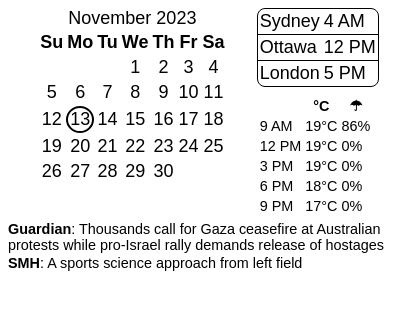 November 2023
Su Mo Tu We Th Fr Sa
1 2 3 4
5 6 7 8 9 10 11
12 13 14 15 16 17 18
19 20 21 22 23 24 25
26 27 28 29 30
Sydney 4 AM
Ottawa 12 PM
London 5 PM
°C ☂
9 AM 19°C 86%
12 PM 19°C 0%
3 PM 19°C 0%
6 PM 18°C 0%
9 PM 17°C 0%
Guardian: Thousands call for Gaza ceasefire at Australian
protests while pro-Israel rally demands release of hostages
SMH: A sports science approach from left field